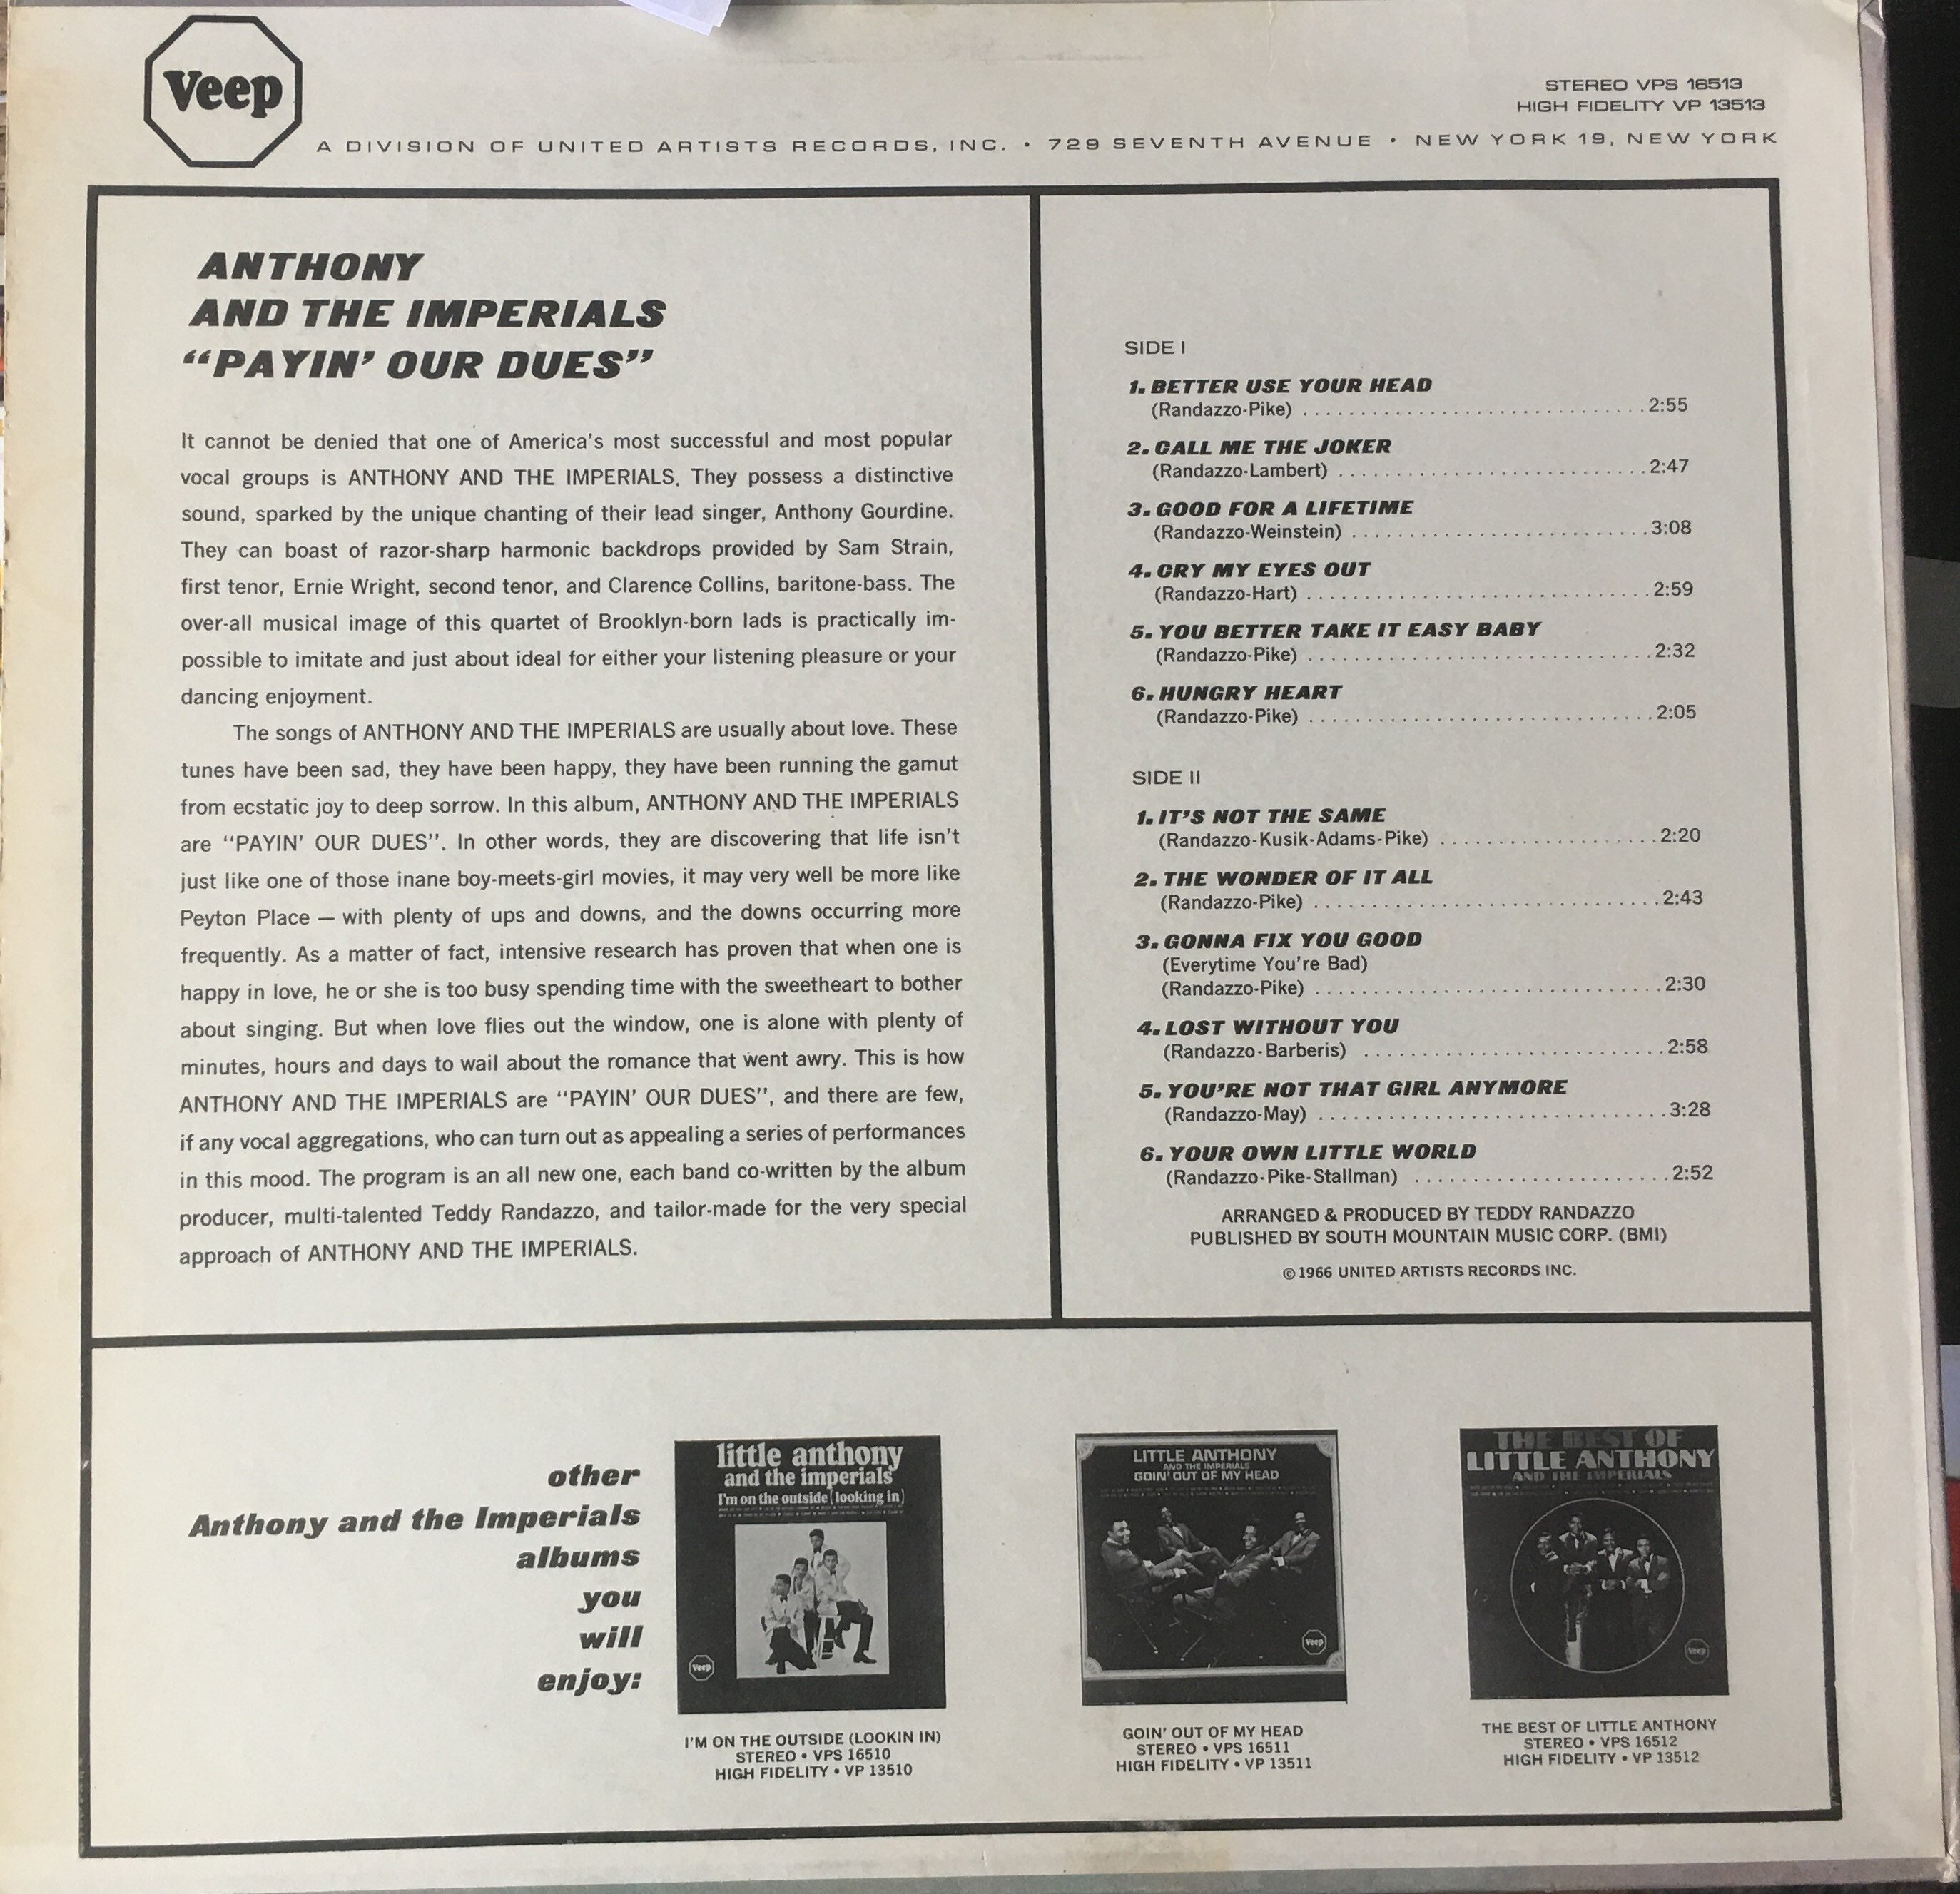 Veep
STEREO VPS 16513
HIGH FIDELITY VP 13513
A DIVISION OF UNITED ARTISTS RECORDS, INC. • 729 SEVENTH AVENUE • NEW YORK 19, NEW YORK
ANTHONY
AND THE IMPERIALS
“PAYIN’ OUR DUES”
It cannot be denied that one of America’s most successful and most popular
vocal groups is ANTHONY AND THE IMPERIALS. They possess a distinctive
sound, sparked by the unique chanting of their lead singer, Anthony Gourdine.
They can boast of razor-sharp harmonic backdrops provided by Sam Strain,
first tenor, Ernie Wright, second tenor, and Clarence Collins, baritone-bass. The
over-all musical image of this quartet of Brooklyn-born lads is practically im-
possible to imitate and just about ideal for either your listening pleasure or your
dancing enjoyment.
The songs of ANTHONY AND THE IMPERIALS are usually about love. These
tunes have been sad, they have been happy, they have been running the gamut
from ecstatic joy to deep sorrow. In this album, ANTHONY AND THE IMPERIALS
are “PAYIN’ OUR DUES”. In other words, they are discovering that life isn’t
just like one of those inane boy-meets-girl movies, it may very well be more like
Peyton Place — with plenty of ups and downs, and the downs occurring more
frequently. As a matter of fact, intensive research has proven that when one is
happy in love, he or she is too busy spending time with the sweetheart to bother
about singing. But when love flies out the window, one is alone with plenty of
minutes, hours and days to wail about the romance that went awry. This is how
ANTHONY AND THE IMPERIALS are “PAYIN’ OUR DUES”, and there are few,
if any vocal aggregations, who can turn out as appealing a series of performances
in this mood. The program is an all new one, each band co-written by the album
producer, multi-talented Teddy Randazzo, and tailor-made for the very special
approach of ANTHONY AND THE IMPERIALS.
SIDE I
1. BETTER USE YOUR HEAD
(Randazzo-Pike) ................................ 2:55
2. CALL ME THE JOKER
(Randazzo-Lambert) ............................ 2:47
3. GOOD FOR A LIFETIME
(Randazzo-Weinstein) ........................... 3:08
4. CRY MY EYES OUT
(Randazzo-Hart) ................................ 2:59
5. YOU BETTER TAKE IT EASY BABY
(Randazzo-Pike) ................................ 2:32
6. HUNGRY HEART
(Randazzo-Pike) ................................ 2:05
SIDE II
1. IT’S NOT THE SAME
(Randazzo-Kusik-Adams-Pike) .................... 2:20
2. THE WONDER OF IT ALL
(Randazzo-Pike) ................................ 2:43
3. GONNA FIX YOU GOOD
(Everytime You’re Bad)
(Randazzo-Pike) ................................ 2:30
4. LOST WITHOUT YOU
(Randazzo-Barberis) ............................ 2:58
5. YOU’RE NOT THAT GIRL ANYMORE
(Randazzo-May) ................................ 3:28
6. YOUR OWN LITTLE WORLD
(Randazzo-Pike-Stallman) ....................... 2:52
ARRANGED & PRODUCED BY TEDDY RANDAZZO
PUBLISHED BY SOUTH MOUNTAIN MUSIC CORP. (BMI)
© 1966 UNITED ARTISTS RECORDS INC.
other
Anthony and the Imperials
albums
you
will
enjoy:
little anthony
and the imperials
I'm on the outside (looking in)
Veep
I’M ON THE OUTSIDE (LOOKIN IN)
STEREO • VPS 16510
HIGH FIDELITY • VP 13510
LITTLE ANTHONY
AND THE IMPERIALS
GOIN' OUT OF MY HEAD
Veep
GOIN’ OUT OF MY HEAD
STEREO • VPS 16511
HIGH FIDELITY • VP 13511
THE BEST OF
LITTLE ANTHONY
AND THE IMPERIALS
Veep
THE BEST OF LITTLE ANTHONY
STEREO • VPS 16512
HIGH FIDELITY • VP 13512